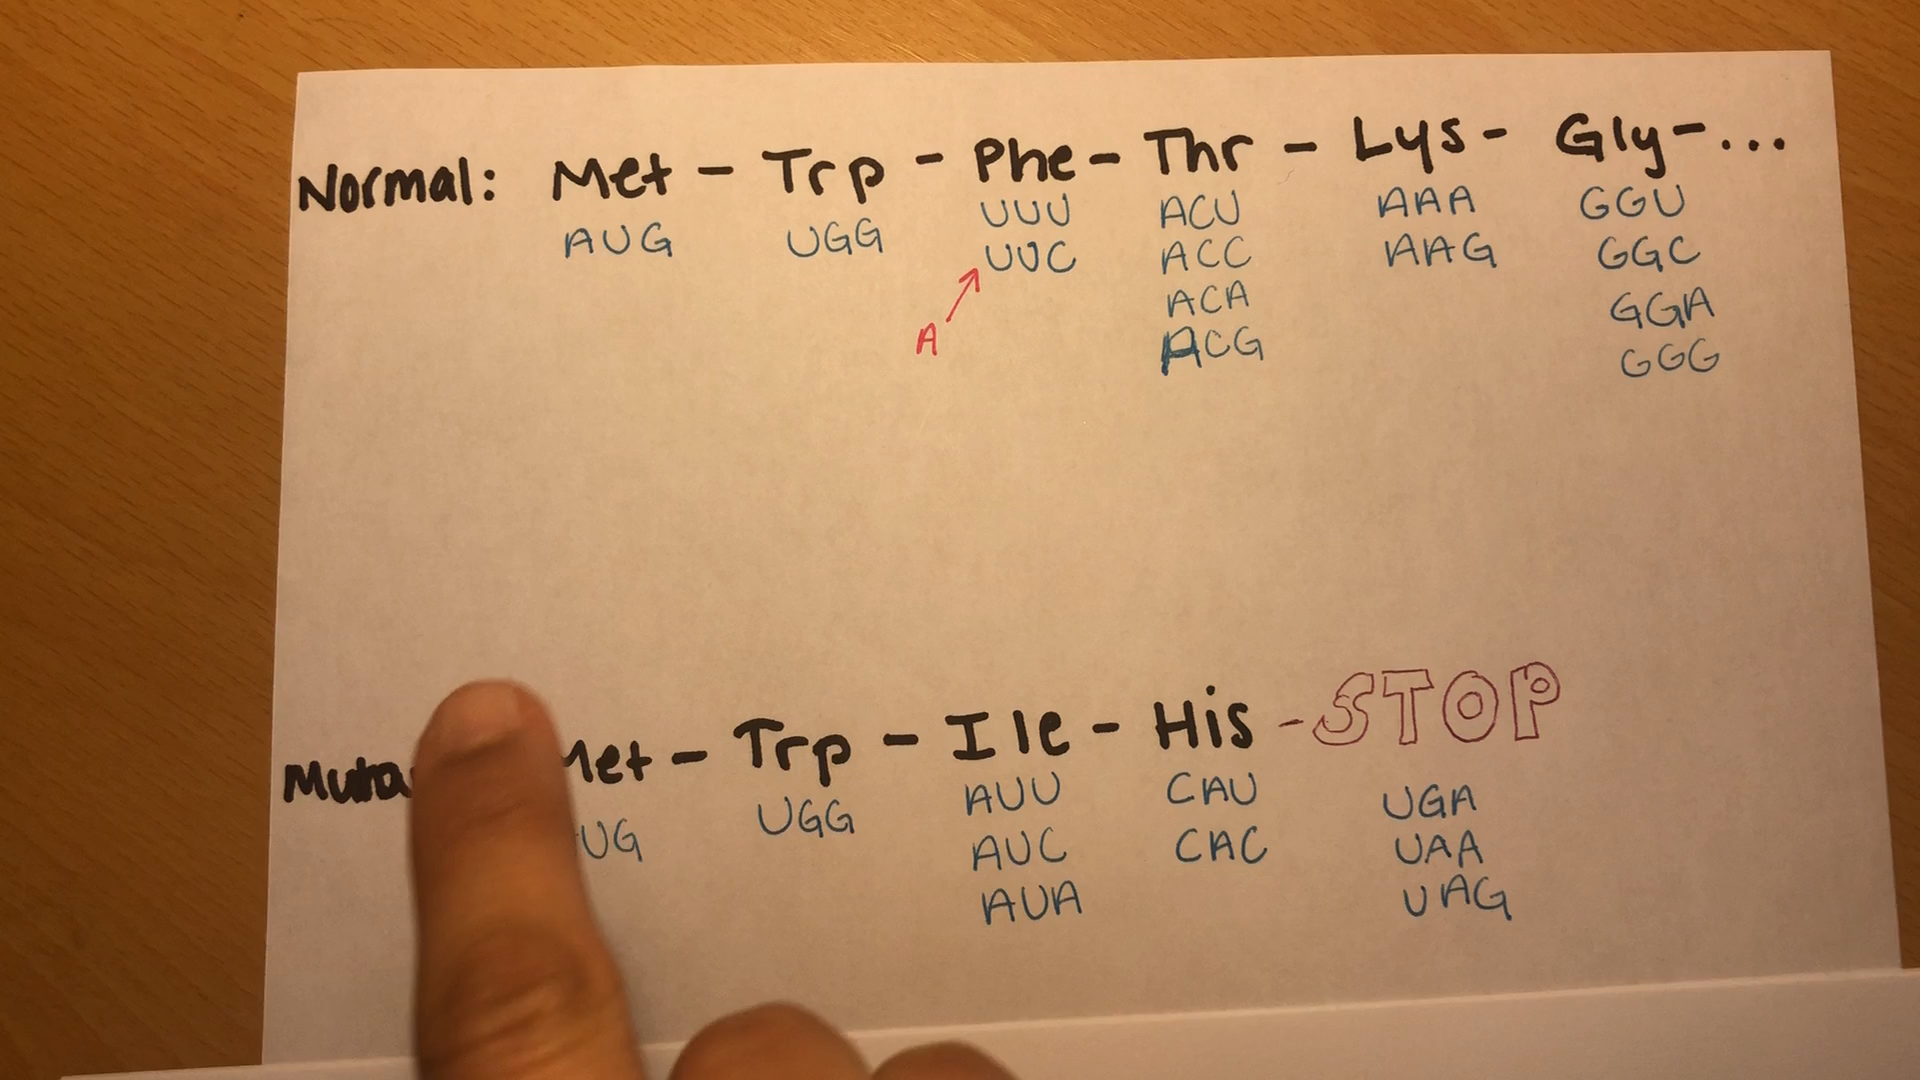 Normal: Met - Trp - Phe - Thr - Lys - Gly - ...
AUG UGG UUU ACU AAA GGU
UUC ACC AAG GGC
ACA GGA
A ACG GGG
Met - Trp - Ile - His - STOP
UG UGG AUU CAU UGA
AUC CAC UAA
AUA UAG